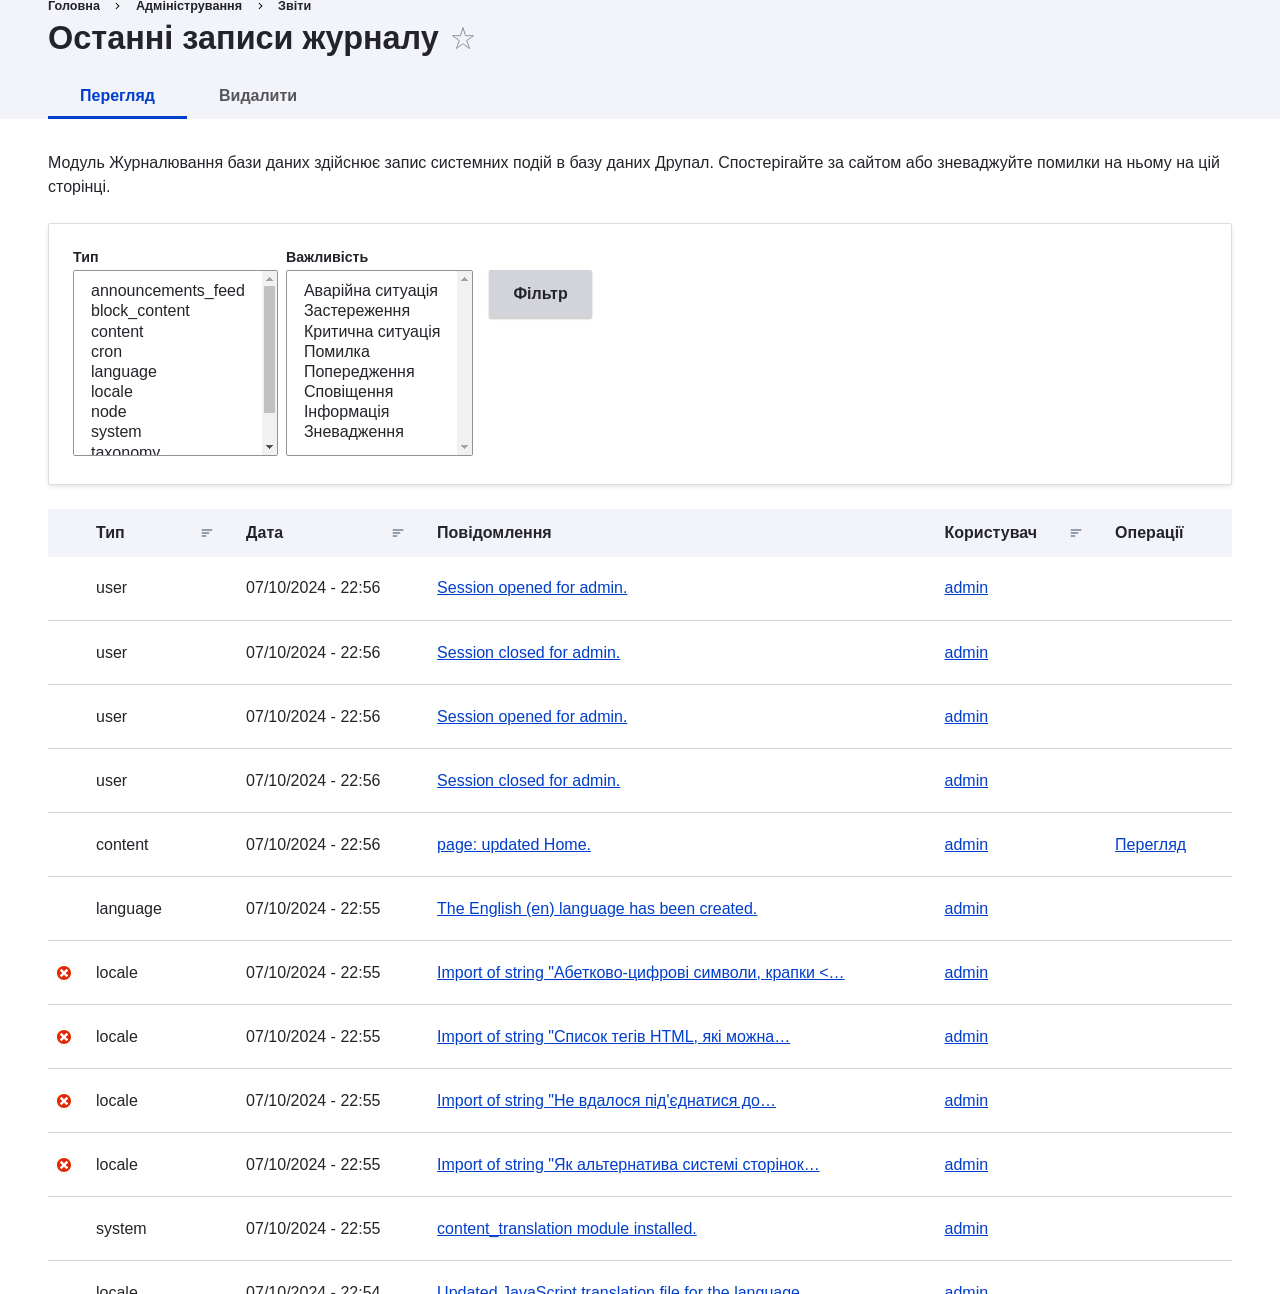 Головна › Адміністрування › Звіти
Останні записи журналу ☆
Перегляд Видалити
Модуль Журналювання бази даних здійснює запис системних подій в базу даних Друпал. Спостерігайте за сайтом або зневаджуйте помилки на ньому на цій
сторінці.
Тип
announcements_feed
block_content
content
cron
language
locale
node
system
taxonomy
Важливість
Аварійна ситуація
Застереження
Критична ситуація
Помилка
Попередження
Сповіщення
Інформація
Зневадження
Фільтр
Тип Дата Повідомлення Користувач Операції
user 07/10/2024 - 22:56 Session opened for admin. admin
user 07/10/2024 - 22:56 Session closed for admin. admin
user 07/10/2024 - 22:56 Session opened for admin. admin
user 07/10/2024 - 22:56 Session closed for admin. admin
content 07/10/2024 - 22:56 page: updated Home. admin Перегляд
language 07/10/2024 - 22:55 The English (en) language has been created. admin
locale 07/10/2024 - 22:55 Import of string "Абетково-цифрові символи, крапки <… admin
locale 07/10/2024 - 22:55 Import of string "Список тегів HTML, які можна… admin
locale 07/10/2024 - 22:55 Import of string "Не вдалося під'єднатися до… admin
locale 07/10/2024 - 22:55 Import of string "Як альтернатива системі сторінок… admin
system 07/10/2024 - 22:55 content_translation module installed. admin
locale 07/10/2024 - 22:54 Updated JavaScript translation file for the language admin